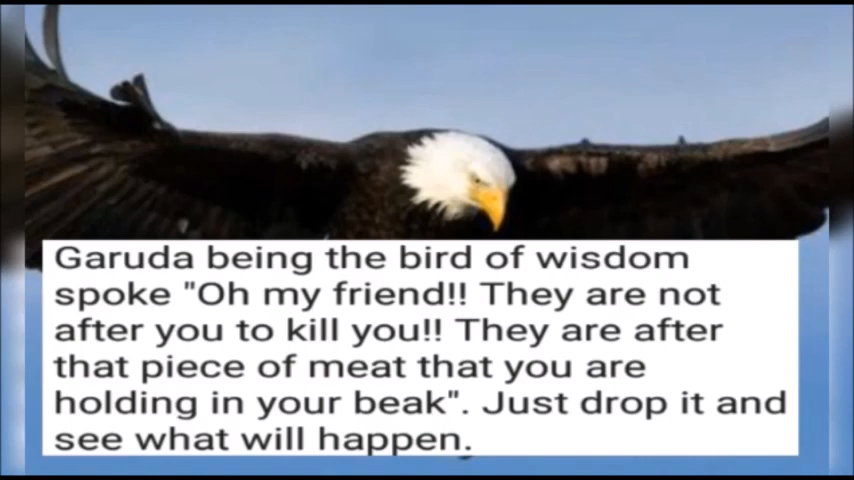 Garuda being the bird of wisdom
spoke "Oh my friend!! They are not
after you to kill you!! They are after
that piece of meat that you are
holding in your beak". Just drop it and
see what will happen.